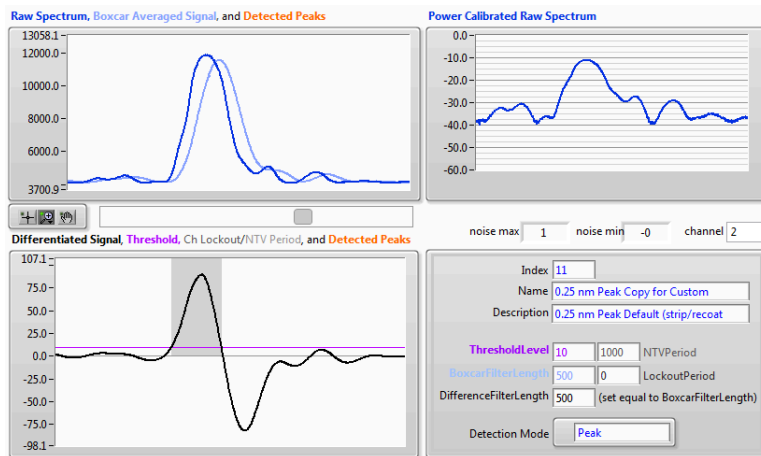 Raw Spectrum, Boxcar Averaged Signal, and Detected Peaks
13058.1
12000.0
10000.0
8000.0
6000.0
3700.9
Power Calibrated Raw Spectrum
0.0
-10.0
-20.0
-30.0
-40.0
-50.0
-60.0
noise max 1 noise min -0 channel 2
Differentiated Signal, Threshold, Ch Lockout/NTV Period, and Detected Peaks
107.1
75.0
50.0
25.0
0.0
-25.0
-50.0
-75.0
-98.1
Index 11
Name 0.25 nm Peak Copy for Custom
Description 0.25 nm Peak Default (strip/recoat
ThresholdLevel 10 1000 NTVPeriod
BoxcarFilterLength 500 0 LockoutPeriod
DifferenceFilterLength 500 (set equal to BoxcarFilterLength)
Detection Mode Peak